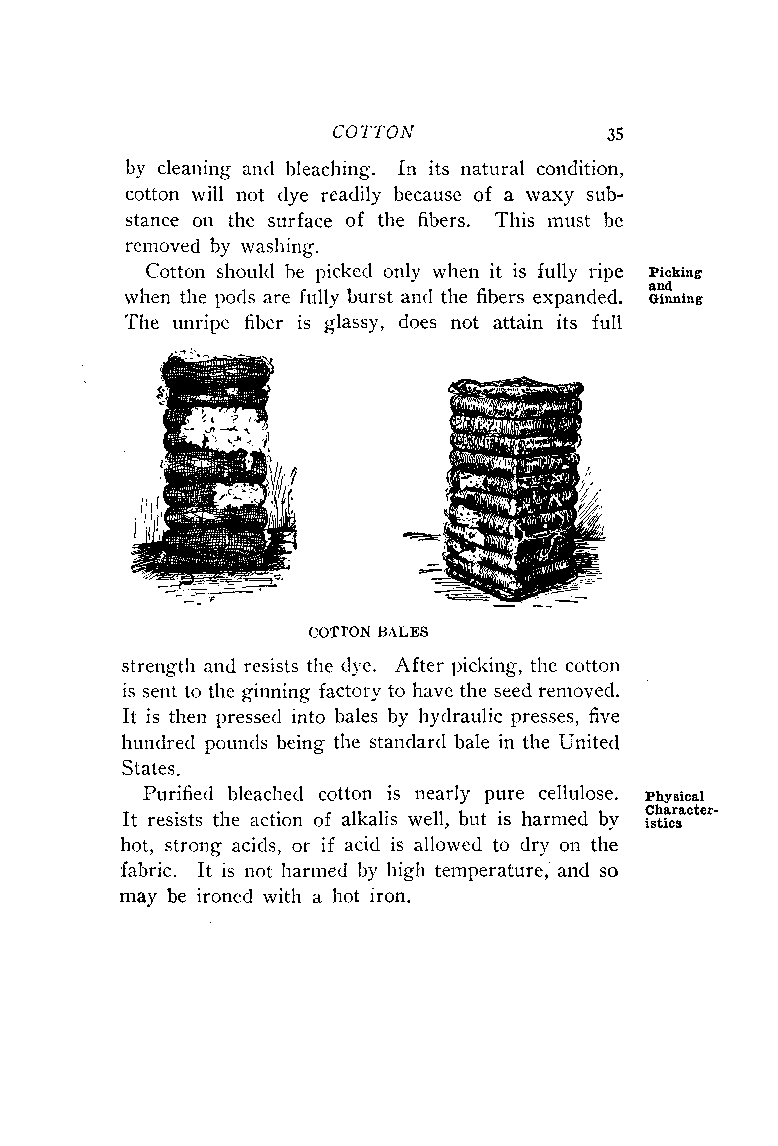 COTTON 35
by cleaning and bleaching. In its natural condition,
cotton will not dye readily because of a waxy sub-
stance on the surface of the fibers. This must be
removed by washing.
Cotton should be picked only when it is fully ripe
when the pods are fully burst and the fibers expanded.
The unripe fiber is glassy, does not attain its full
Picking
and
Ginning
COTTON BALES
strength and resists the dye. After picking, the cotton
is sent to the ginning factory to have the seed removed.
It is then pressed into bales by hydraulic presses, five
hundred pounds being the standard bale in the United
States.
Purified bleached cotton is nearly pure cellulose.
It resists the action of alkalis well, but is harmed by
hot, strong acids, or if acid is allowed to dry on the
fabric. It is not harmed by high temperature, and so
may be ironed with a hot iron.
Physical
Character-
istics